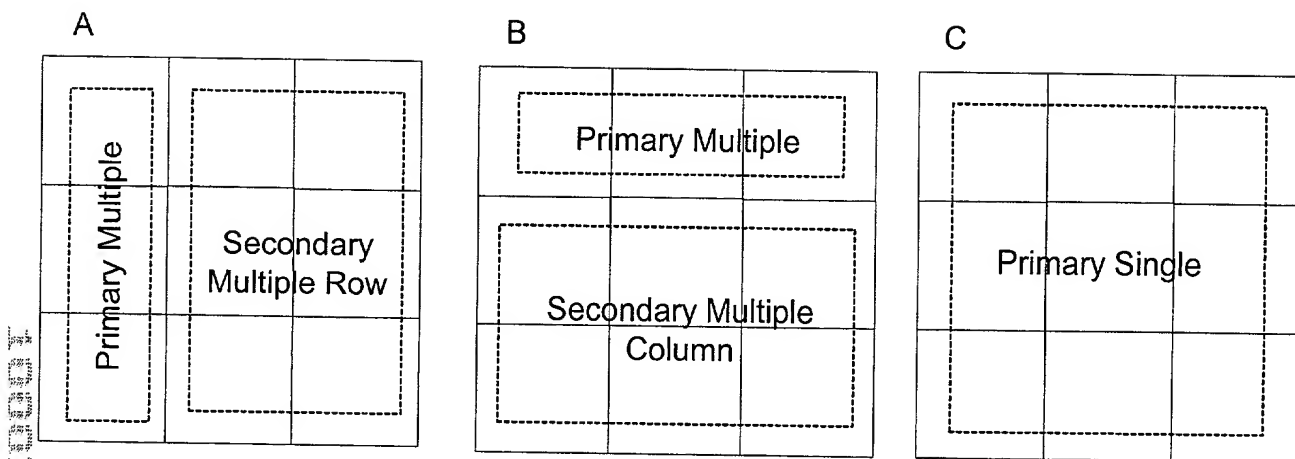 A
Primary Multiple
Secondary
Multiple Row
B
Primary Multiple
Secondary Multiple
Column
C
Primary Single